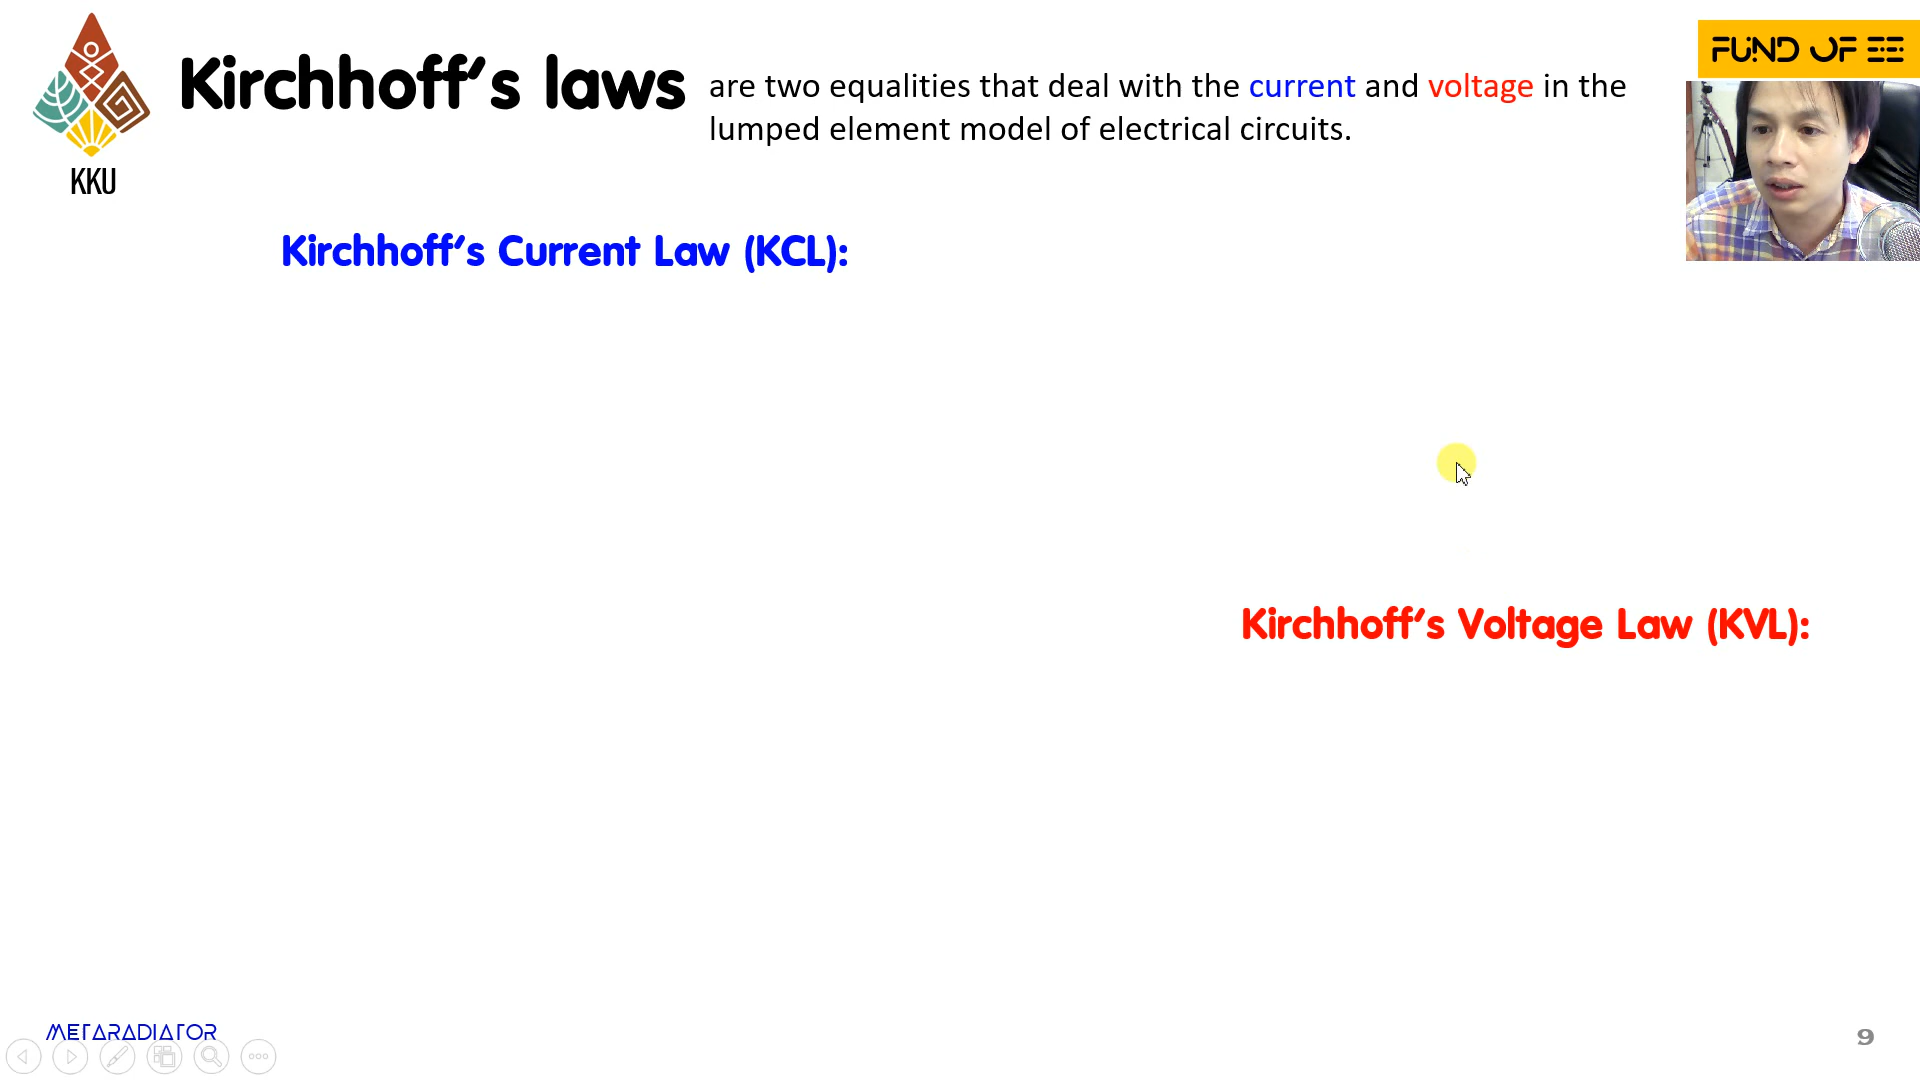 Kirchhoff's laws
are two equalities that deal with the current and voltage in the
lumped element model of electrical circuits.
FUND OF EE
KKU
Kirchhoff's Current Law (KCL):
Kirchhoff's Voltage Law (KVL):
METARADIATOR
9